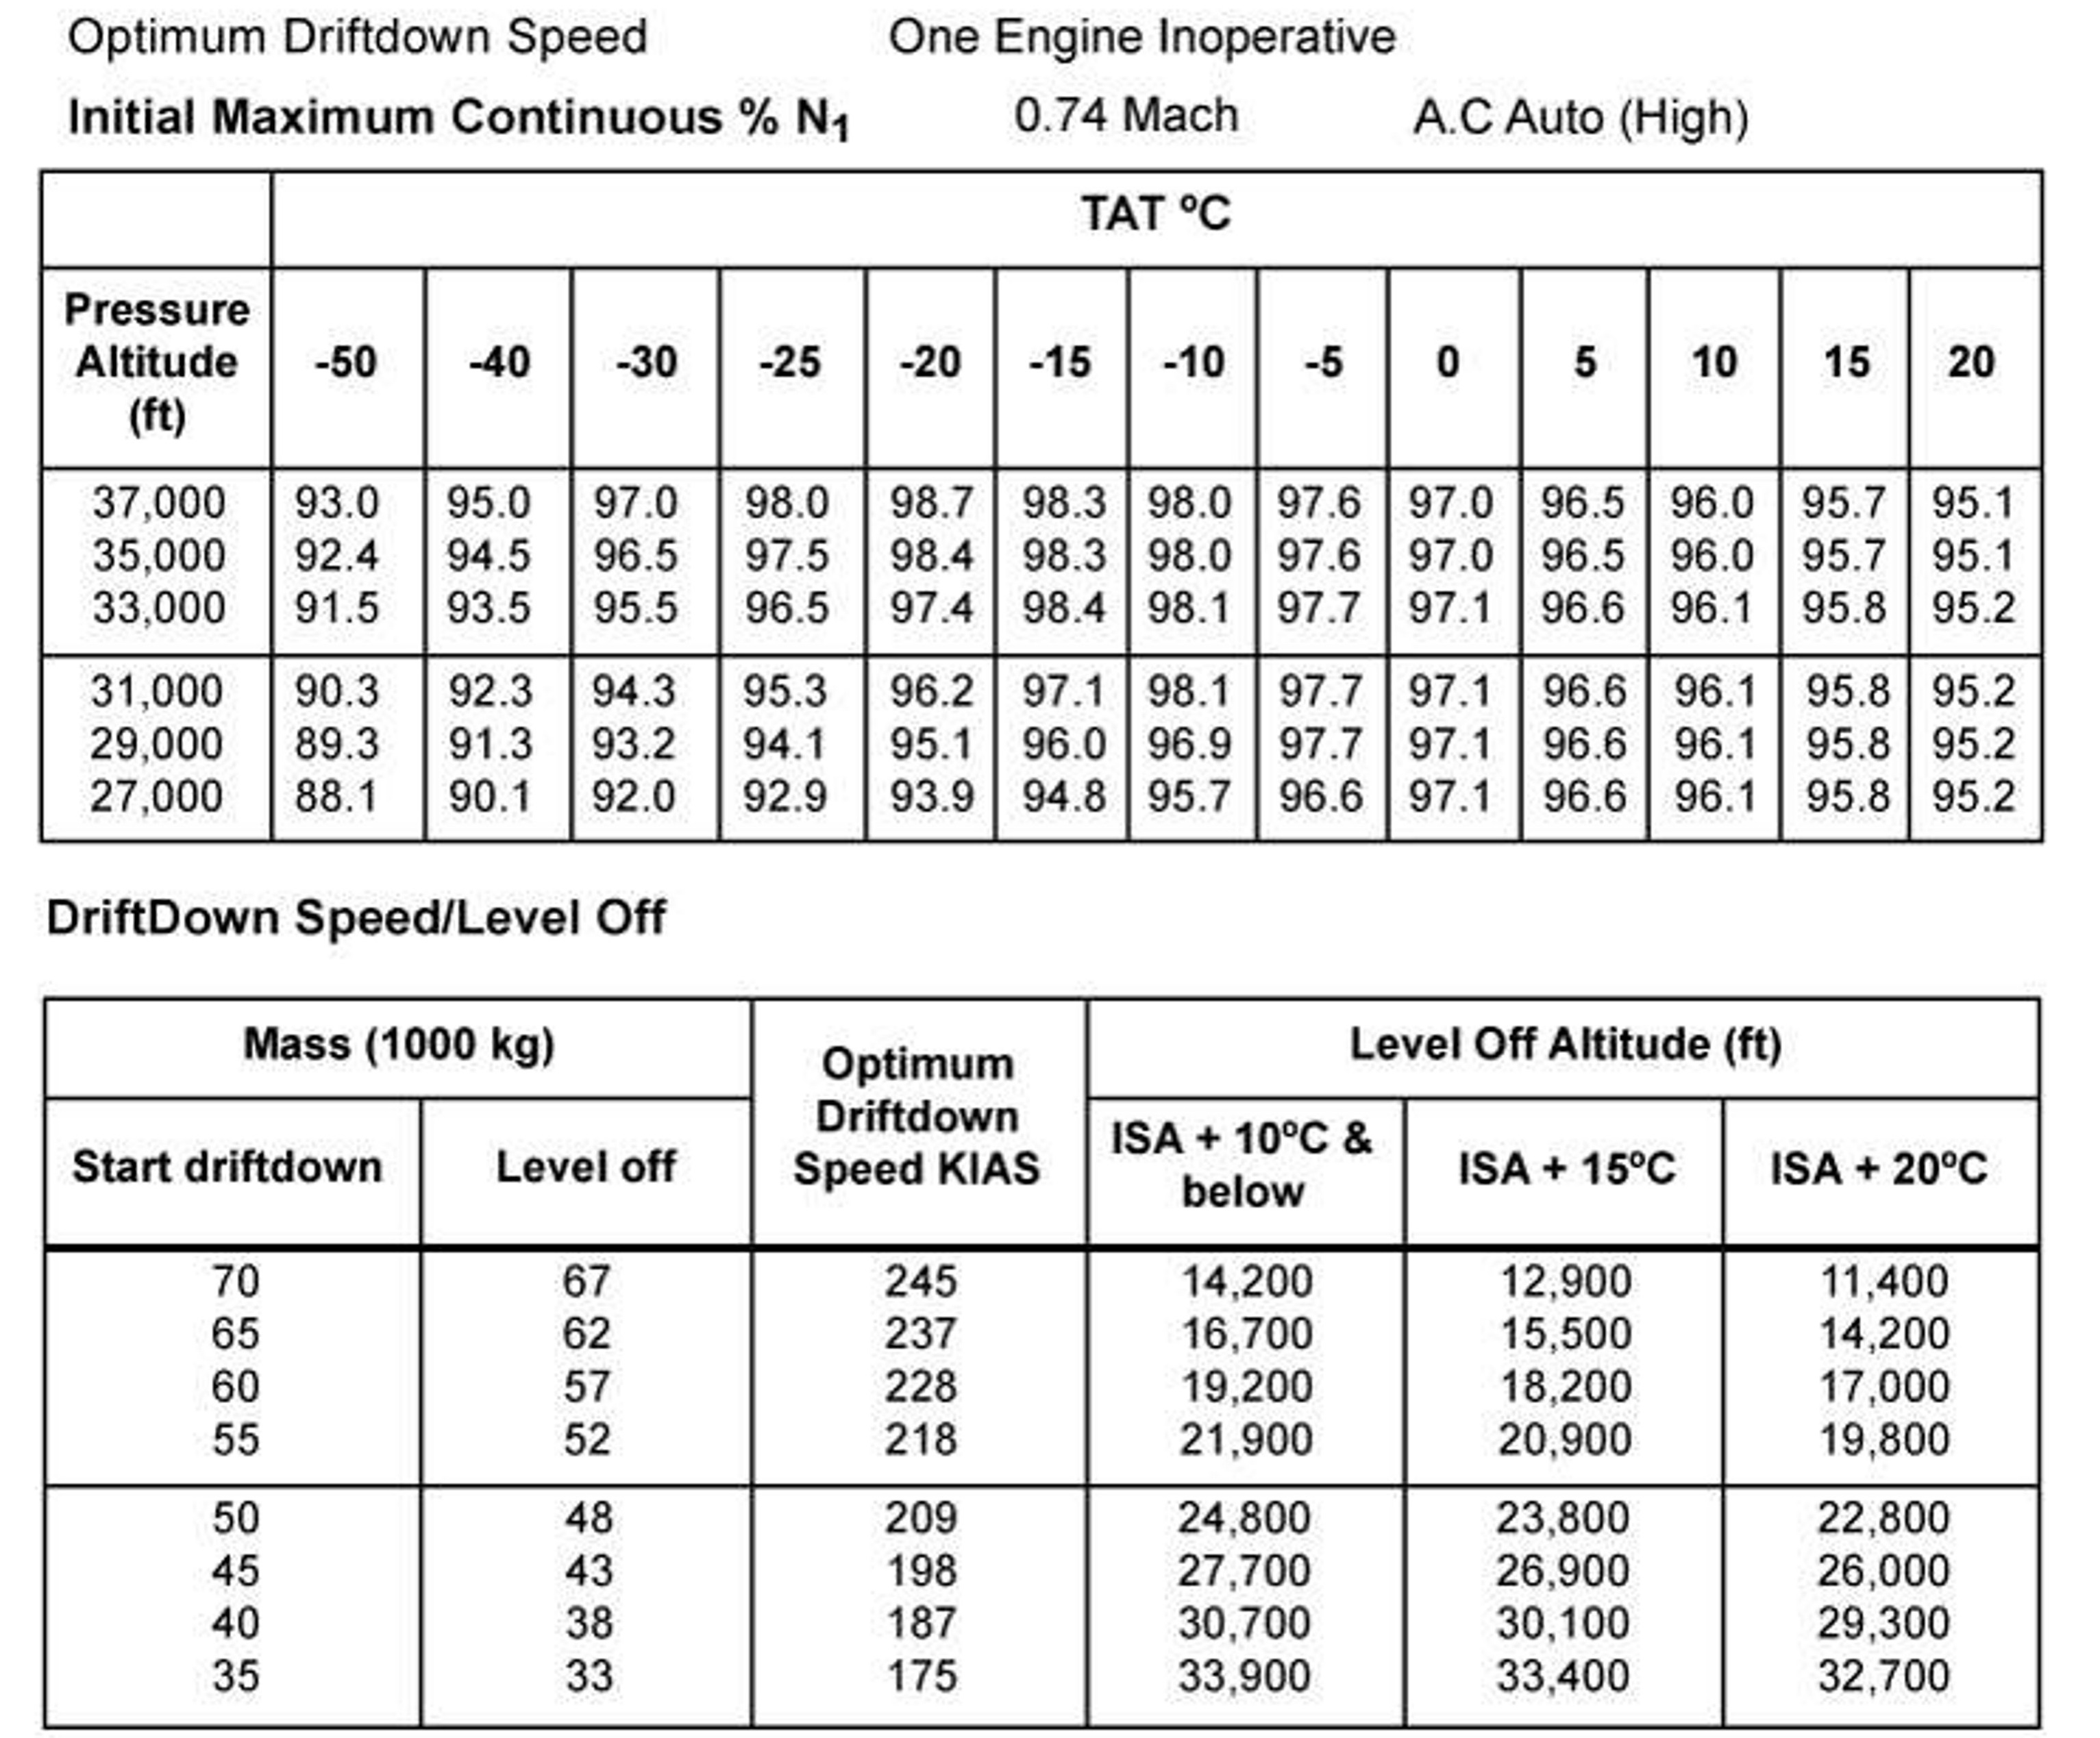 Optimum Driftdown Speed One Engine Inoperative
Initial Maximum Continuous % N1 0.74 Mach A.C Auto (High)
TAT ºC
Pressure Altitude (ft) -50 -40 -30 -25 -20 -15 -10 -5 0 5 10 15 20
37,000 93.0 95.0 97.0 98.0 98.7 98.3 98.0 97.6 97.0 96.5 96.0 95.7 95.1
35,000 92.4 94.5 96.5 97.5 98.4 98.3 98.0 97.6 97.0 96.5 96.0 95.7 95.1
33,000 91.5 93.5 95.5 96.5 97.4 98.4 98.1 97.7 97.1 96.6 96.1 95.8 95.2
31,000 90.3 92.3 94.3 95.3 96.2 97.1 98.1 97.7 97.1 96.6 96.1 95.8 95.2
29,000 89.3 91.3 93.2 94.1 95.1 96.0 96.9 97.7 97.1 96.6 96.1 95.8 95.2
27,000 88.1 90.1 92.0 92.9 93.9 94.8 95.7 96.6 97.1 96.6 96.1 95.8 95.2
DriftDown Speed/Level Off
Mass (1000 kg) Optimum Driftdown Speed KIAS Level Off Altitude (ft)
Start driftdown Level off ISA + 10ºC & below ISA + 15ºC ISA + 20ºC
70 67 245 14,200 12,900 11,400
65 62 237 16,700 15,500 14,200
60 57 228 19,200 18,200 17,000
55 52 218 21,900 20,900 19,800
50 48 209 24,800 23,800 22,800
45 43 198 27,700 26,900 26,000
40 38 187 30,700 30,100 29,300
35 33 175 33,900 33,400 32,700